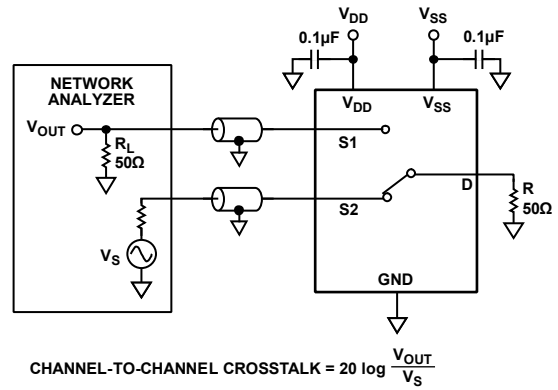 V_DD
V_SS
0.1µF
0.1µF
NETWORK
ANALYZER
V_DD
V_SS
V_OUT
R_L
50Ω
S1
D
R
50Ω
S2
V_S
GND
CHANNEL-TO-CHANNEL CROSSTALK = 20 log V_OUT / V_S